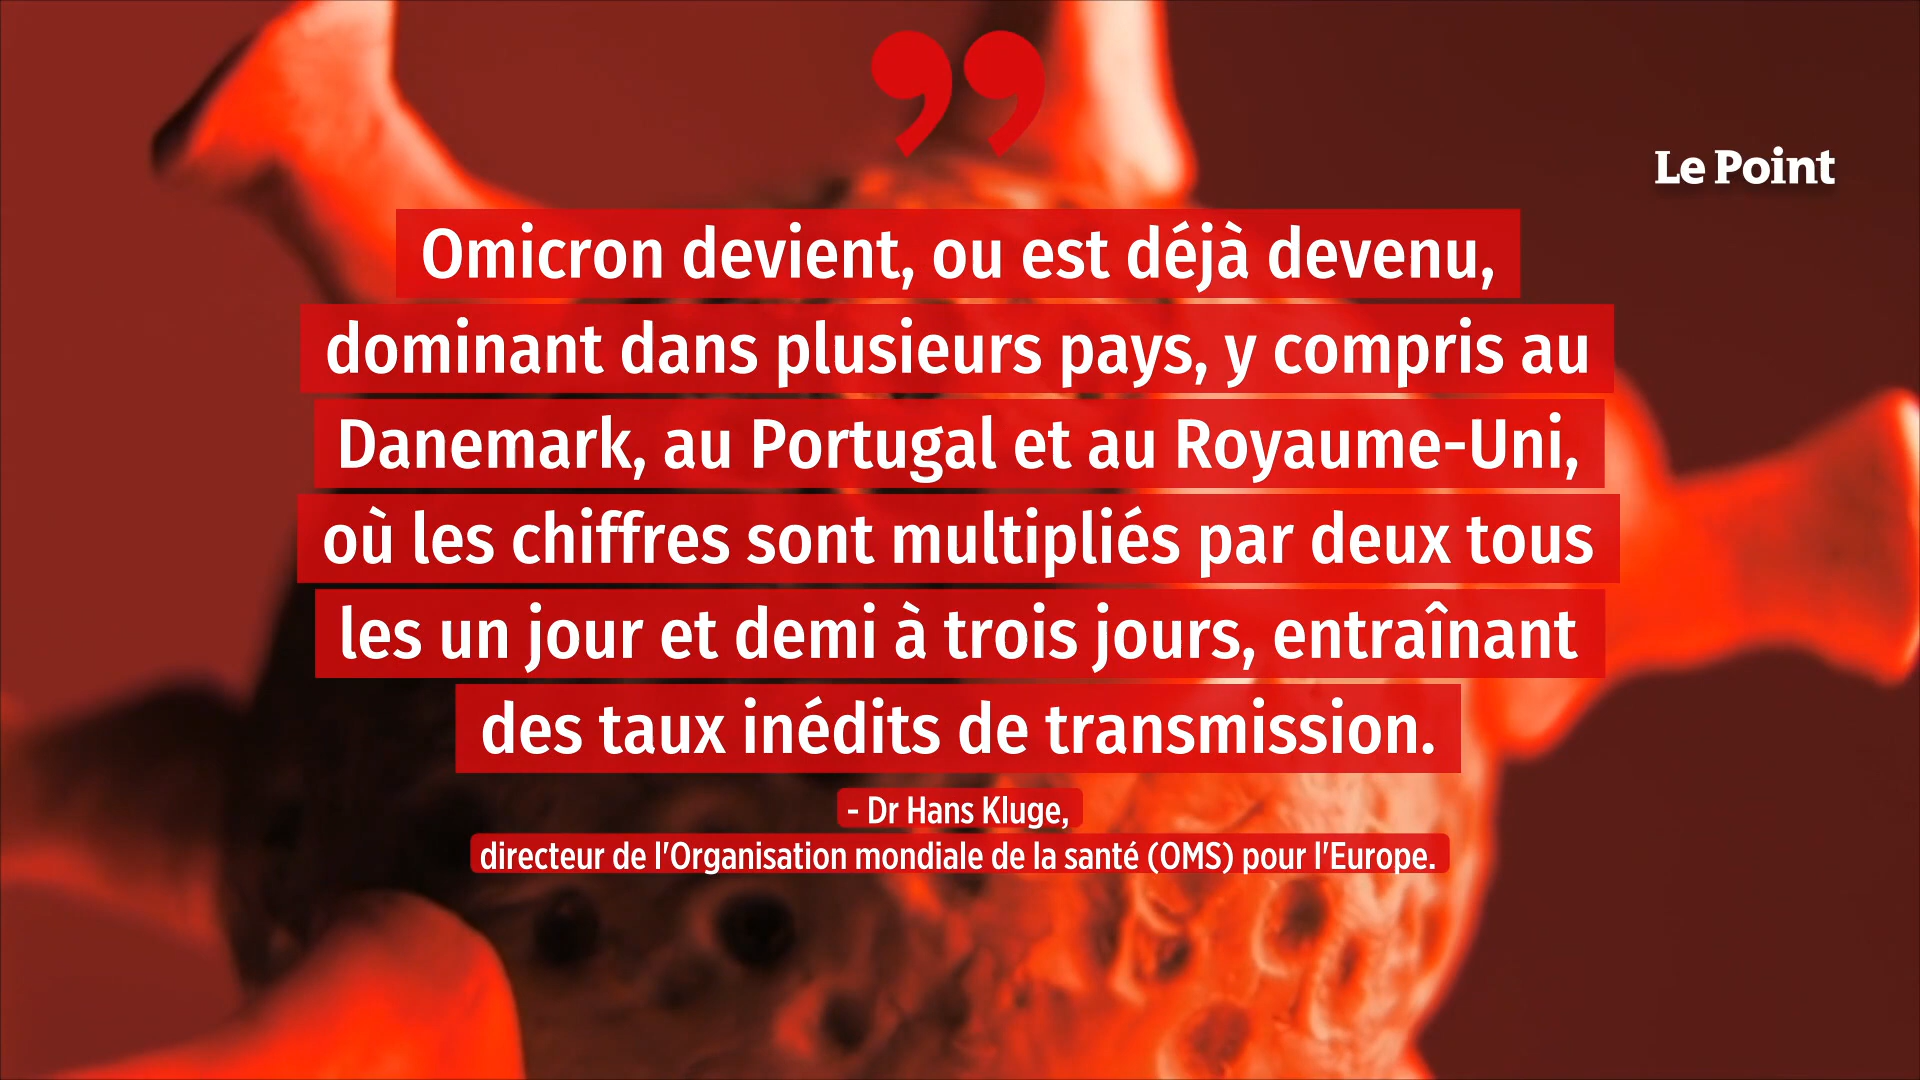 ”
Le Point
Omicron devient, ou est déjà devenu,
dominant dans plusieurs pays, y compris au
Danemark, au Portugal et au Royaume-Uni,
où les chiffres sont multipliés par deux tous
les un jour et demi à trois jours, entraînant
des taux inédits de transmission.
- Dr Hans Kluge,
directeur de l'Organisation mondiale de la santé (OMS) pour l'Europe.